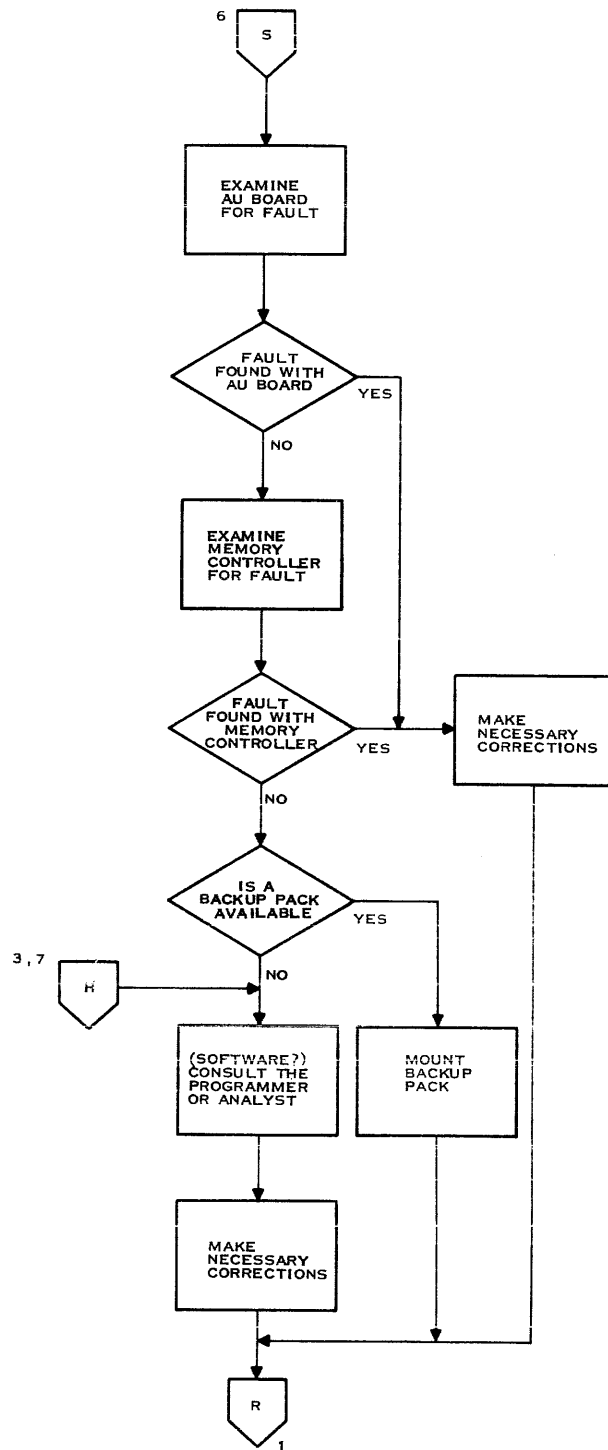 6
S
EXAMINE
AU BOARD
FOR FAULT
FAULT
FOUND WITH
AU BOARD
YES
NO
EXAMINE
MEMORY
CONTROLLER
FOR FAULT
FAULT
FOUND WITH
MEMORY
CONTROLLER
YES
MAKE
NECESSARY
CORRECTIONS
NO
IS A
BACKUP PACK
AVAILABLE
YES
NO
3,7
H
(SOFTWARE?)
CONSULT THE
PROGRAMMER
OR ANALYST
MOUNT
BACKUP
PACK
MAKE
NECESSARY
CORRECTIONS
R
1